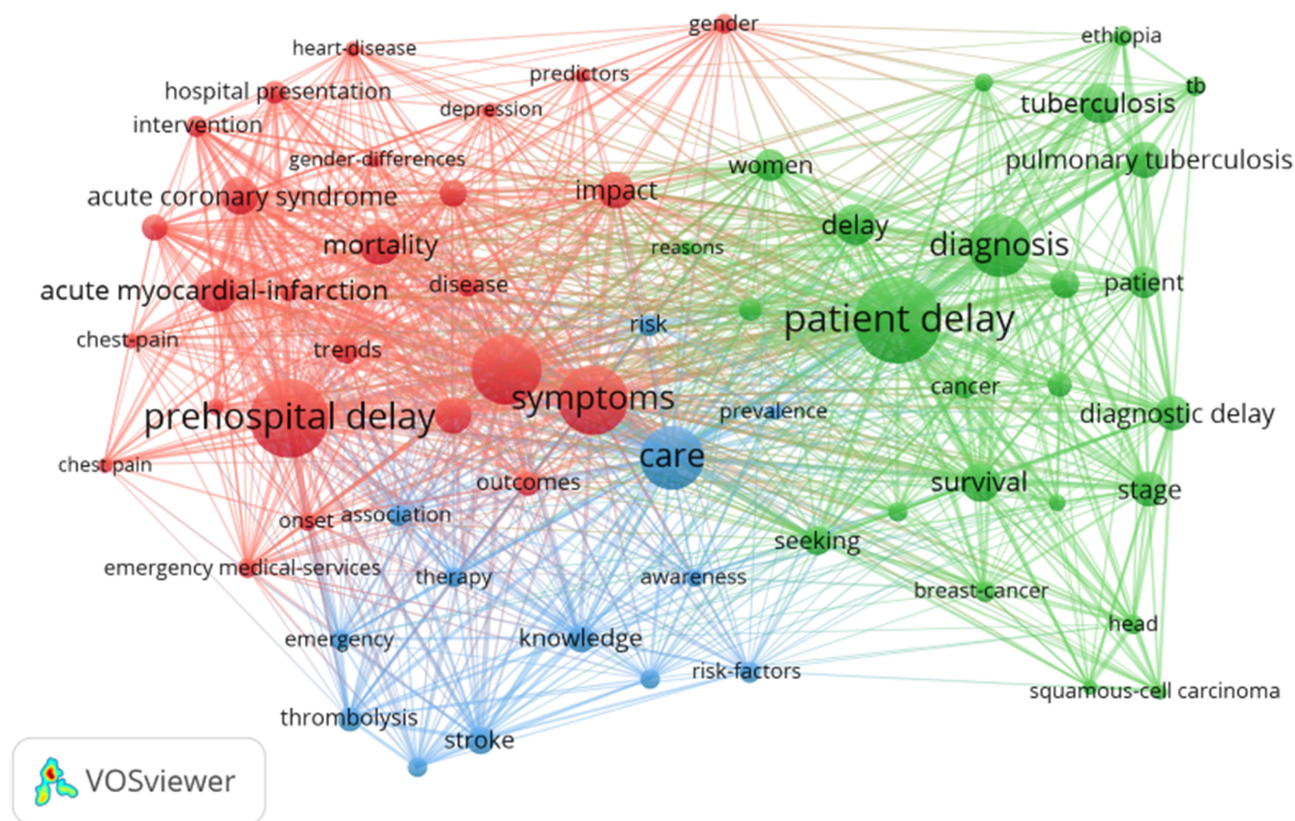 gender
ethiopia
heart-disease
predictors
tb
hospital presentation
tuberculosis
depression
intervention
gender-differences
pulmonary tuberculosis
women
acute coronary syndrome
impact
delay
mortality
reasons
diagnosis
acute myocardial-infarction
disease
patient
patient delay
risk
chest-pain
trends
cancer
symptoms
prevalence
prehospital delay
diagnostic delay
care
chest pain
outcomes
survival
stage
onset
association
seeking
emergency medical-services
therapy
awareness
breast-cancer
head
emergency
knowledge
risk-factors
squamous-cell carcinoma
thrombolysis
stroke
VOSviewer